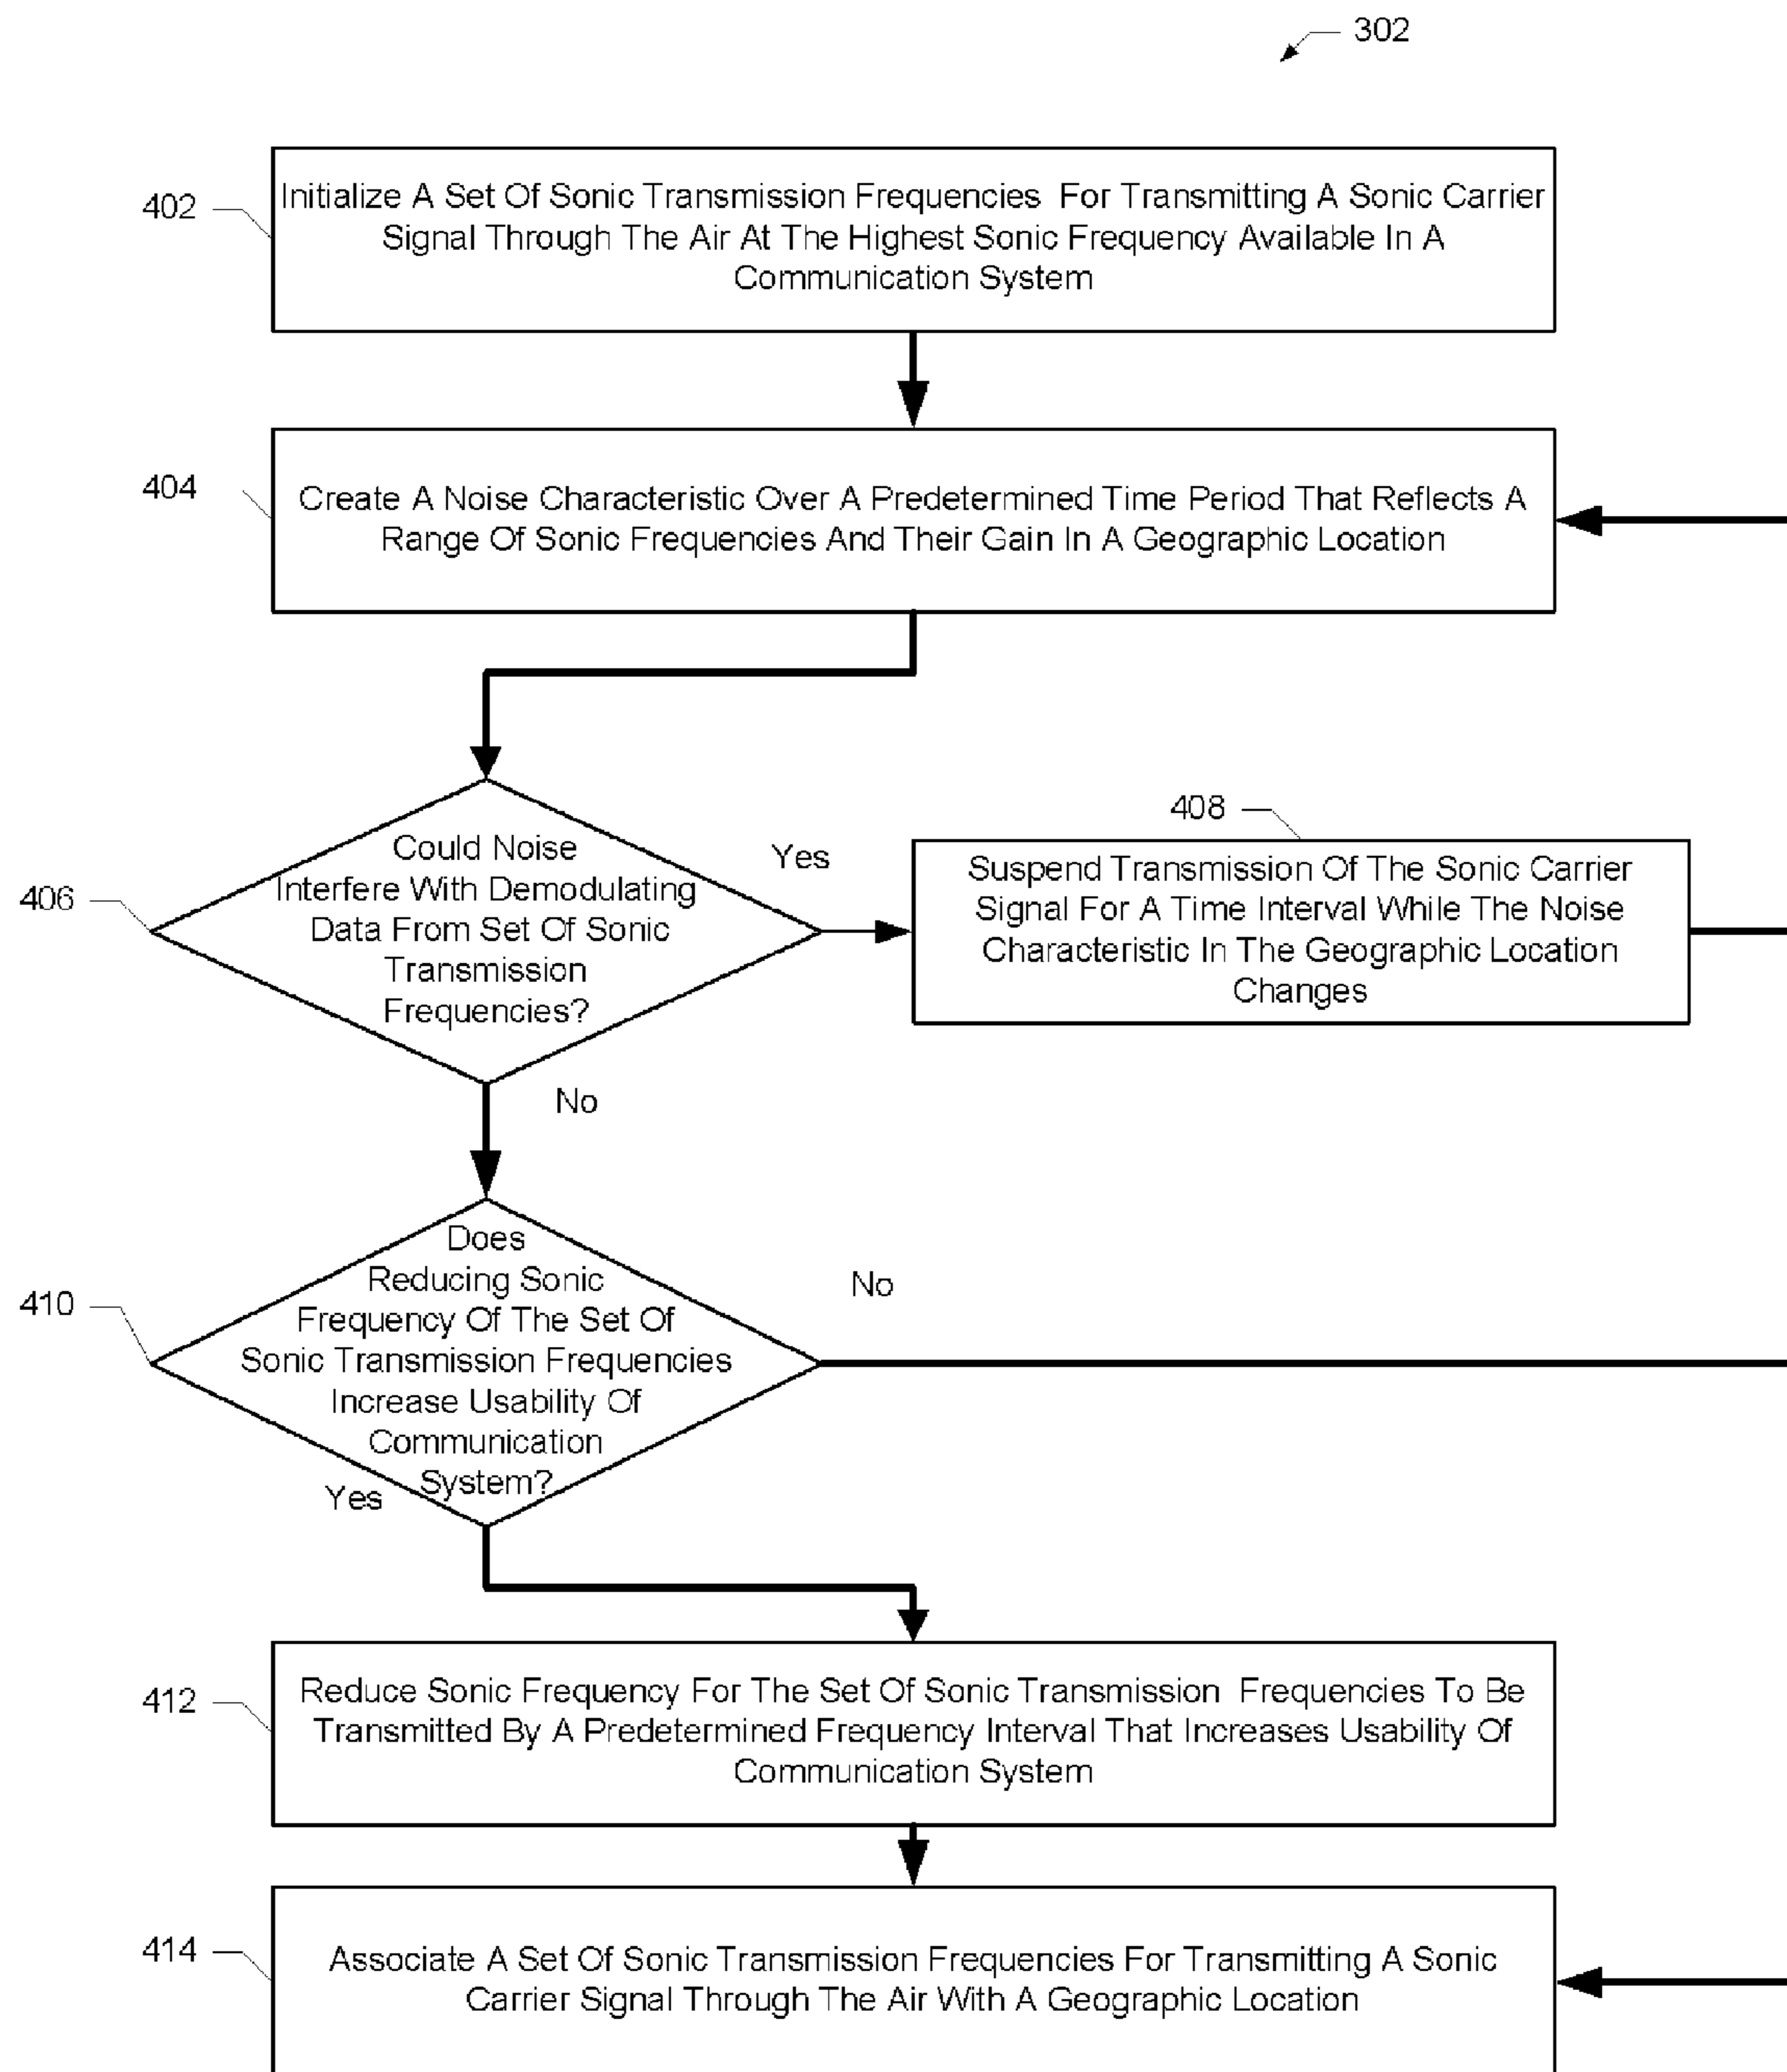 302
402
Initialize A Set Of Sonic Transmission Frequencies For Transmitting A Sonic Carrier
Signal Through The Air At The Highest Sonic Frequency Available In A
Communication System
404
Create A Noise Characteristic Over A Predetermined Time Period That Reflects A
Range Of Sonic Frequencies And Their Gain In A Geographic Location
406
Could Noise
Interfere With Demodulating
Data From Set Of Sonic
Transmission
Frequencies?
Yes
408
Suspend Transmission Of The Sonic Carrier
Signal For A Time Interval While The Noise
Characteristic In The Geographic Location
Changes
No
410
Does
Reducing Sonic
Frequency Of The Set Of
Sonic Transmission Frequencies
Increase Usability Of
Communication
System?
No
Yes
412
Reduce Sonic Frequency For The Set Of Sonic Transmission Frequencies To Be
Transmitted By A Predetermined Frequency Interval That Increases Usability Of
Communication System
414
Associate A Set Of Sonic Transmission Frequencies For Transmitting A Sonic
Carrier Signal Through The Air With A Geographic Location